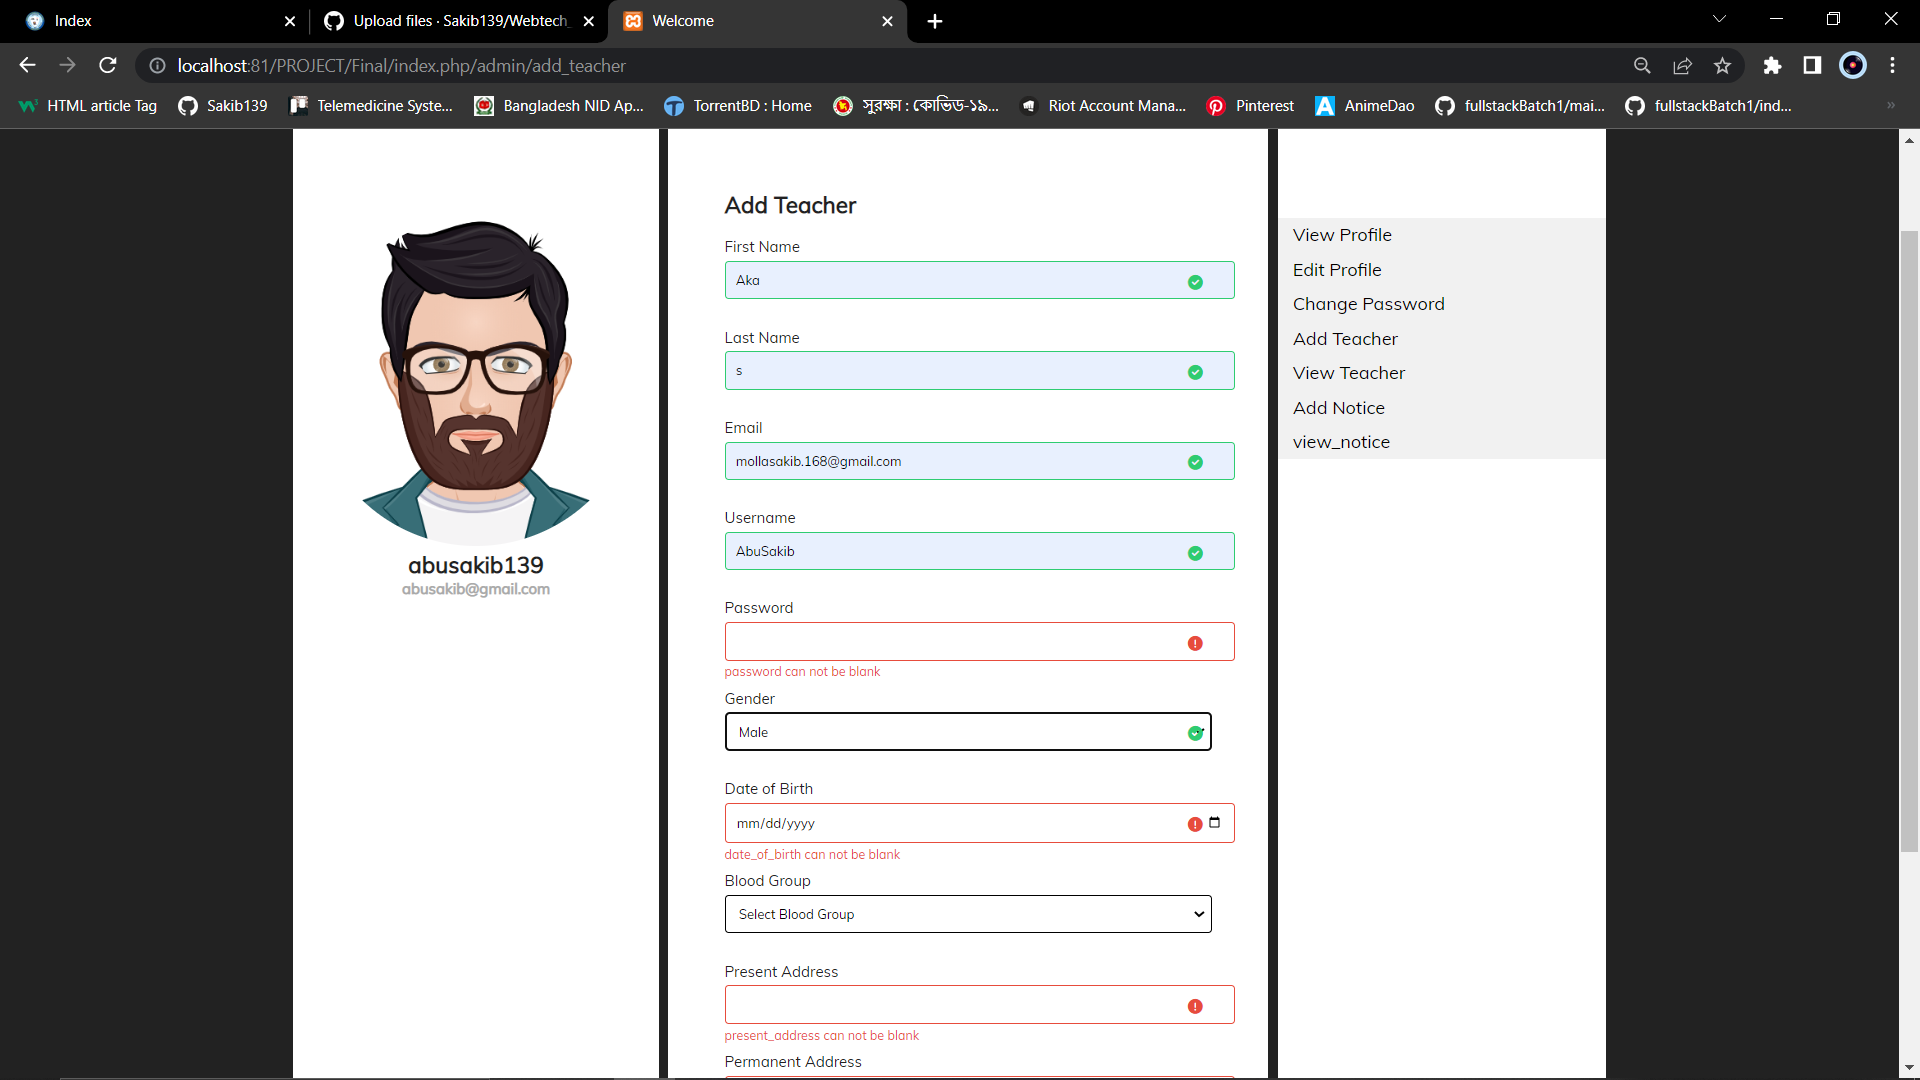 Index
Upload files · Sakib139/Webtech_
Welcome
localhost:81/PROJECT/Final/index.php/admin/add_teacher
HTML article Tag
Sakib139
Telemedicine Syste...
Bangladesh NID Ap...
TorrentBD : Home
সুরক্ষা : কোভিড-১৯...
Riot Account Mana...
Pinterest
AnimeDao
fullstackBatch1/mai...
fullstackBatch1/ind...
abusakib139
abusakib@gmail.com
Add Teacher
First Name
Aka
Last Name
s
Email
mollasakib.168@gmail.com
Username
AbuSakib
Password
password can not be blank
Gender
Male
Date of Birth
mm/dd/yyyy
date_of_birth can not be blank
Blood Group
Select Blood Group
Present Address
present_address can not be blank
Permanent Address
View Profile
Edit Profile
Change Password
Add Teacher
View Teacher
Add Notice
view_notice